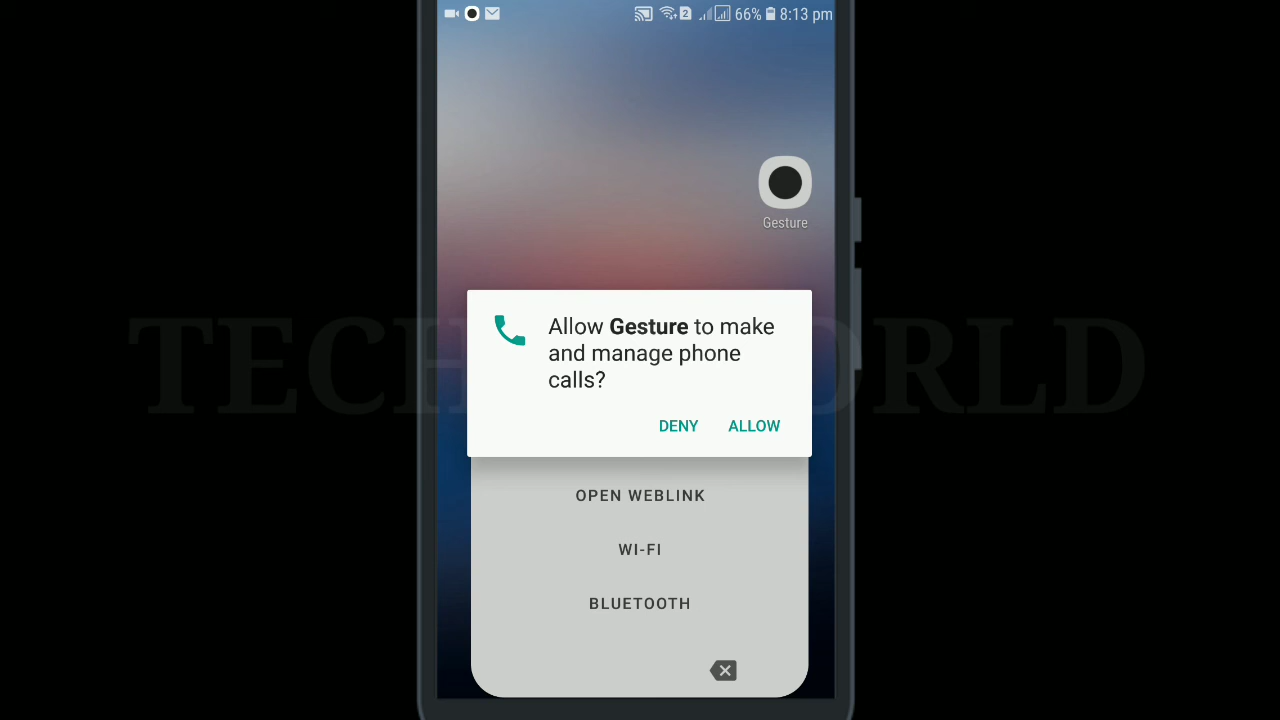 2 66% 8:13 pm
Gesture
Allow Gesture to make
and manage phone
calls?
DENY ALLOW
OPEN WEBLINK
WI-FI
BLUETOOTH